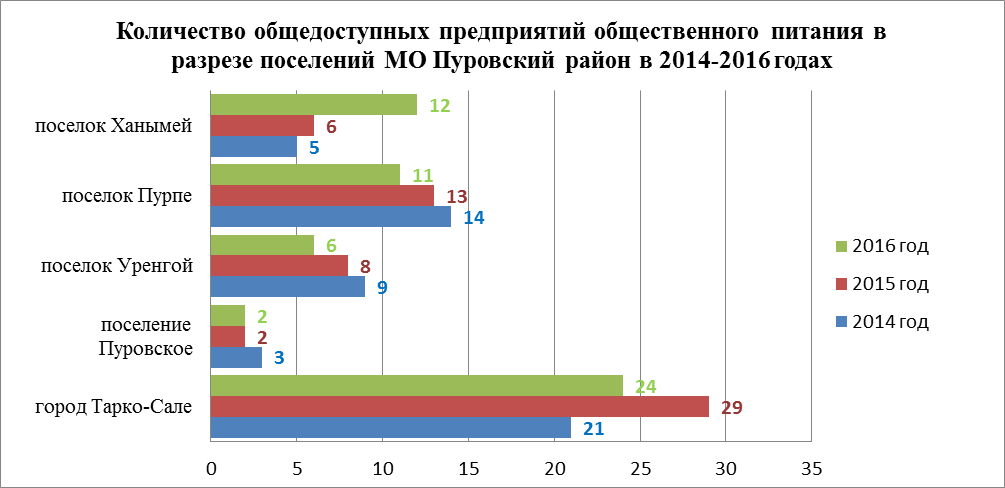 Количество общедоступных предприятий общественного питания в
разрезе поселений МО Пуровский район в 2014-2016 годах
поселок Ханымей
12
6
5
поселок Пурпе
11
13
14
поселок Уренгой
6
8
9
поселение
Пуровское
2
2
3
город Тарко-Сале
24
29
21
0 5 10 15 20 25 30 35
2016 год
2015 год
2014 год